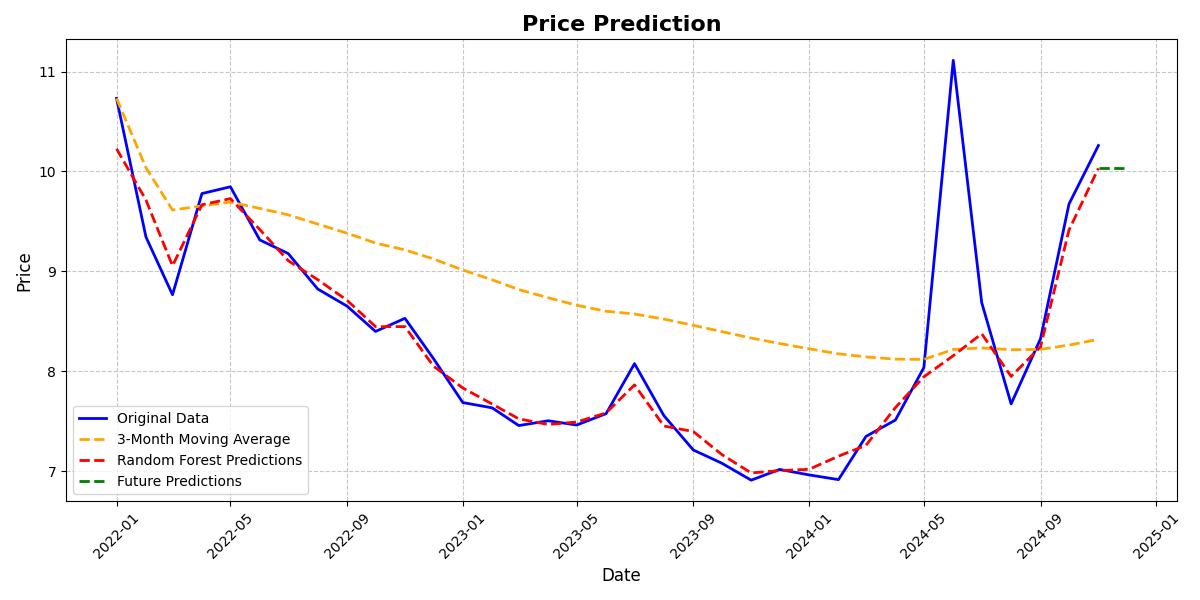 Price Prediction
11
10
9
8
7
Price
Original Data
3-Month Moving Average
Random Forest Predictions
Future Predictions
2022-01
2022-05
2022-09
2023-01
2023-05
2023-09
2024-01
2024-05
2024-09
2025-01
Date